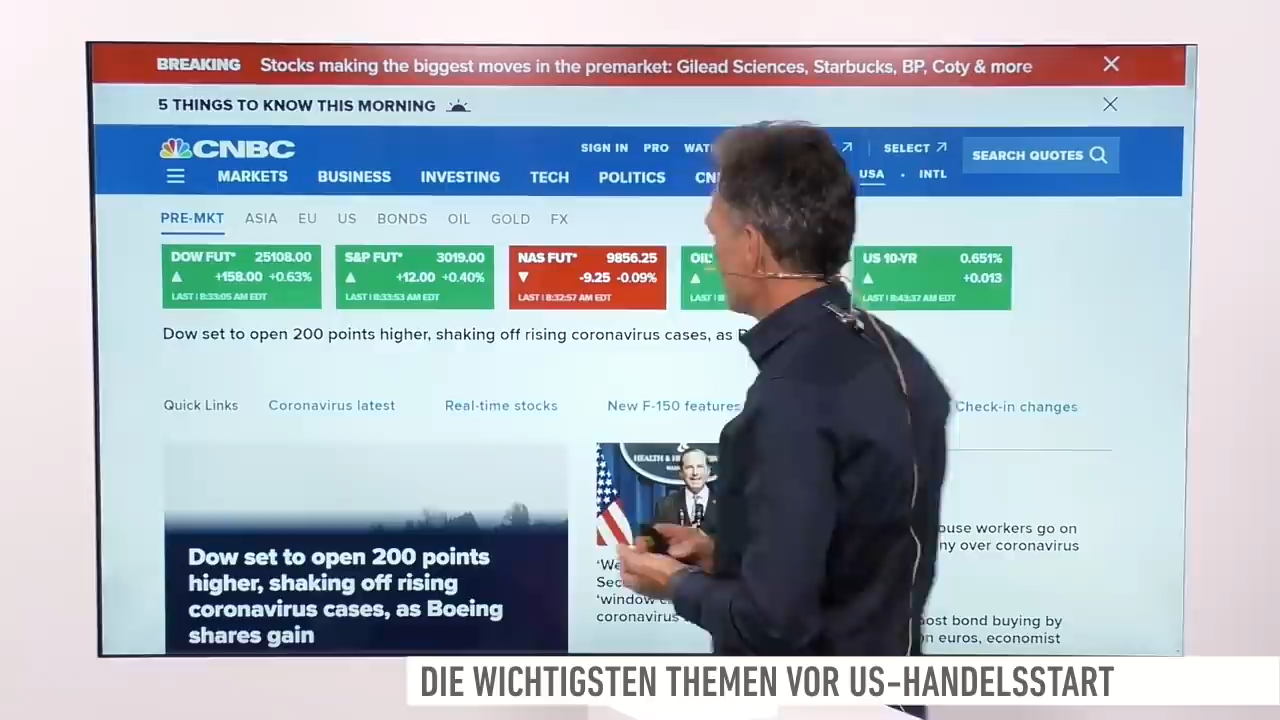 BREAKING Stocks making the biggest moves in the premarket: Gilead Sciences, Starbucks, BP, Coty & more
5 THINGS TO KNOW THIS MORNING
CNBC
SIGN IN PRO
SELECT
SEARCH QUOTES
USA • INTL
MARKETS BUSINESS INVESTING TECH POLITICS
PRE-MKT ASIA EU US BONDS OIL GOLD FX
DOW FUT* 25108.00
+158.00 +0.63%
LAST | 8:33:05 AM EDT
S&P FUT* 3019.00
+12.00 +0.40%
LAST | 8:33:53 AM EDT
NAS FUT* 9856.25
-9.25 -0.09%
LAST | 8:32:57 AM EDT
OIL*
LAST | 8
US 10-YR 0.651%
+0.013
LAST | 8:43:37 AM EDT
Dow set to open 200 points higher, shaking off rising coronavirus cases, as
Quick Links Coronavirus latest Real-time stocks New F-150 features Check-in changes
Dow set to open 200 points
higher, shaking off rising
coronavirus cases, as Boeing
shares gain
HEALTH &
'We
Sec
'window
coronavirus
workers go on
over coronavirus
bond buying by
euros, economist
DIE WICHTIGSTEN THEMEN VOR US-HANDELSSTART